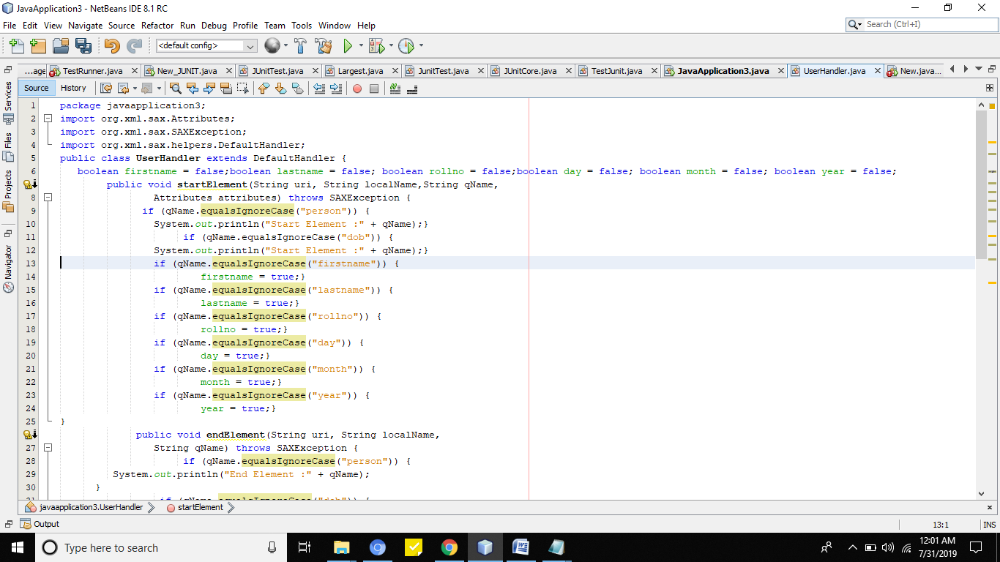 JavaApplication3 - NetBeans IDE 8.1 RC
File Edit View Navigate Source Refactor Run Debug Profile Team Tools Window Help
Search (Ctrl+I)
<default config>
...age TestRunner.java New_JUNIT.java JUnitTest.java Largest.java JunitTest.java JUnitCore.java TestJunit.java JavaApplication3.java UserHandler.java New.java...
Source History
Services
Files
Projects
Navigator
1 package javaapplication3;
2 import org.xml.sax.Attributes;
3 import org.xml.sax.SAXException;
4 import org.xml.sax.helpers.DefaultHandler;
5 public class UserHandler extends DefaultHandler {
6 boolean firstname = false;boolean lastname = false; boolean rollno = false;boolean day = false; boolean month = false; boolean year = false;
public void startElement(String uri, String localName,String qName,
8 Attributes attributes) throws SAXException {
9 if (qName.equalsIgnoreCase("person")) {
10 System.out.println("Start Element :" + qName);}
11 if (qName.equalsIgnoreCase("dob")) {
12 System.out.println("Start Element :" + qName);}
13 if (qName.equalsIgnoreCase("firstname")) {
14 firstname = true;}
15 if (qName.equalsIgnoreCase("lastname")) {
16 lastname = true;}
17 if (qName.equalsIgnoreCase("rollno")) {
18 rollno = true;}
19 if (qName.equalsIgnoreCase("day")) {
20 day = true;}
21 if (qName.equalsIgnoreCase("month")) {
22 month = true;}
23 if (qName.equalsIgnoreCase("year")) {
24 year = true;}
25 }
public void endElement(String uri, String localName,
27 String qName) throws SAXException {
28 if (qName.equalsIgnoreCase("person")) {
29 System.out.println("End Element :" + qName);
30 }
javaapplication3.UserHandler startElement
Output
13:1 INS
Type here to search
12:01 AM
7/31/2019